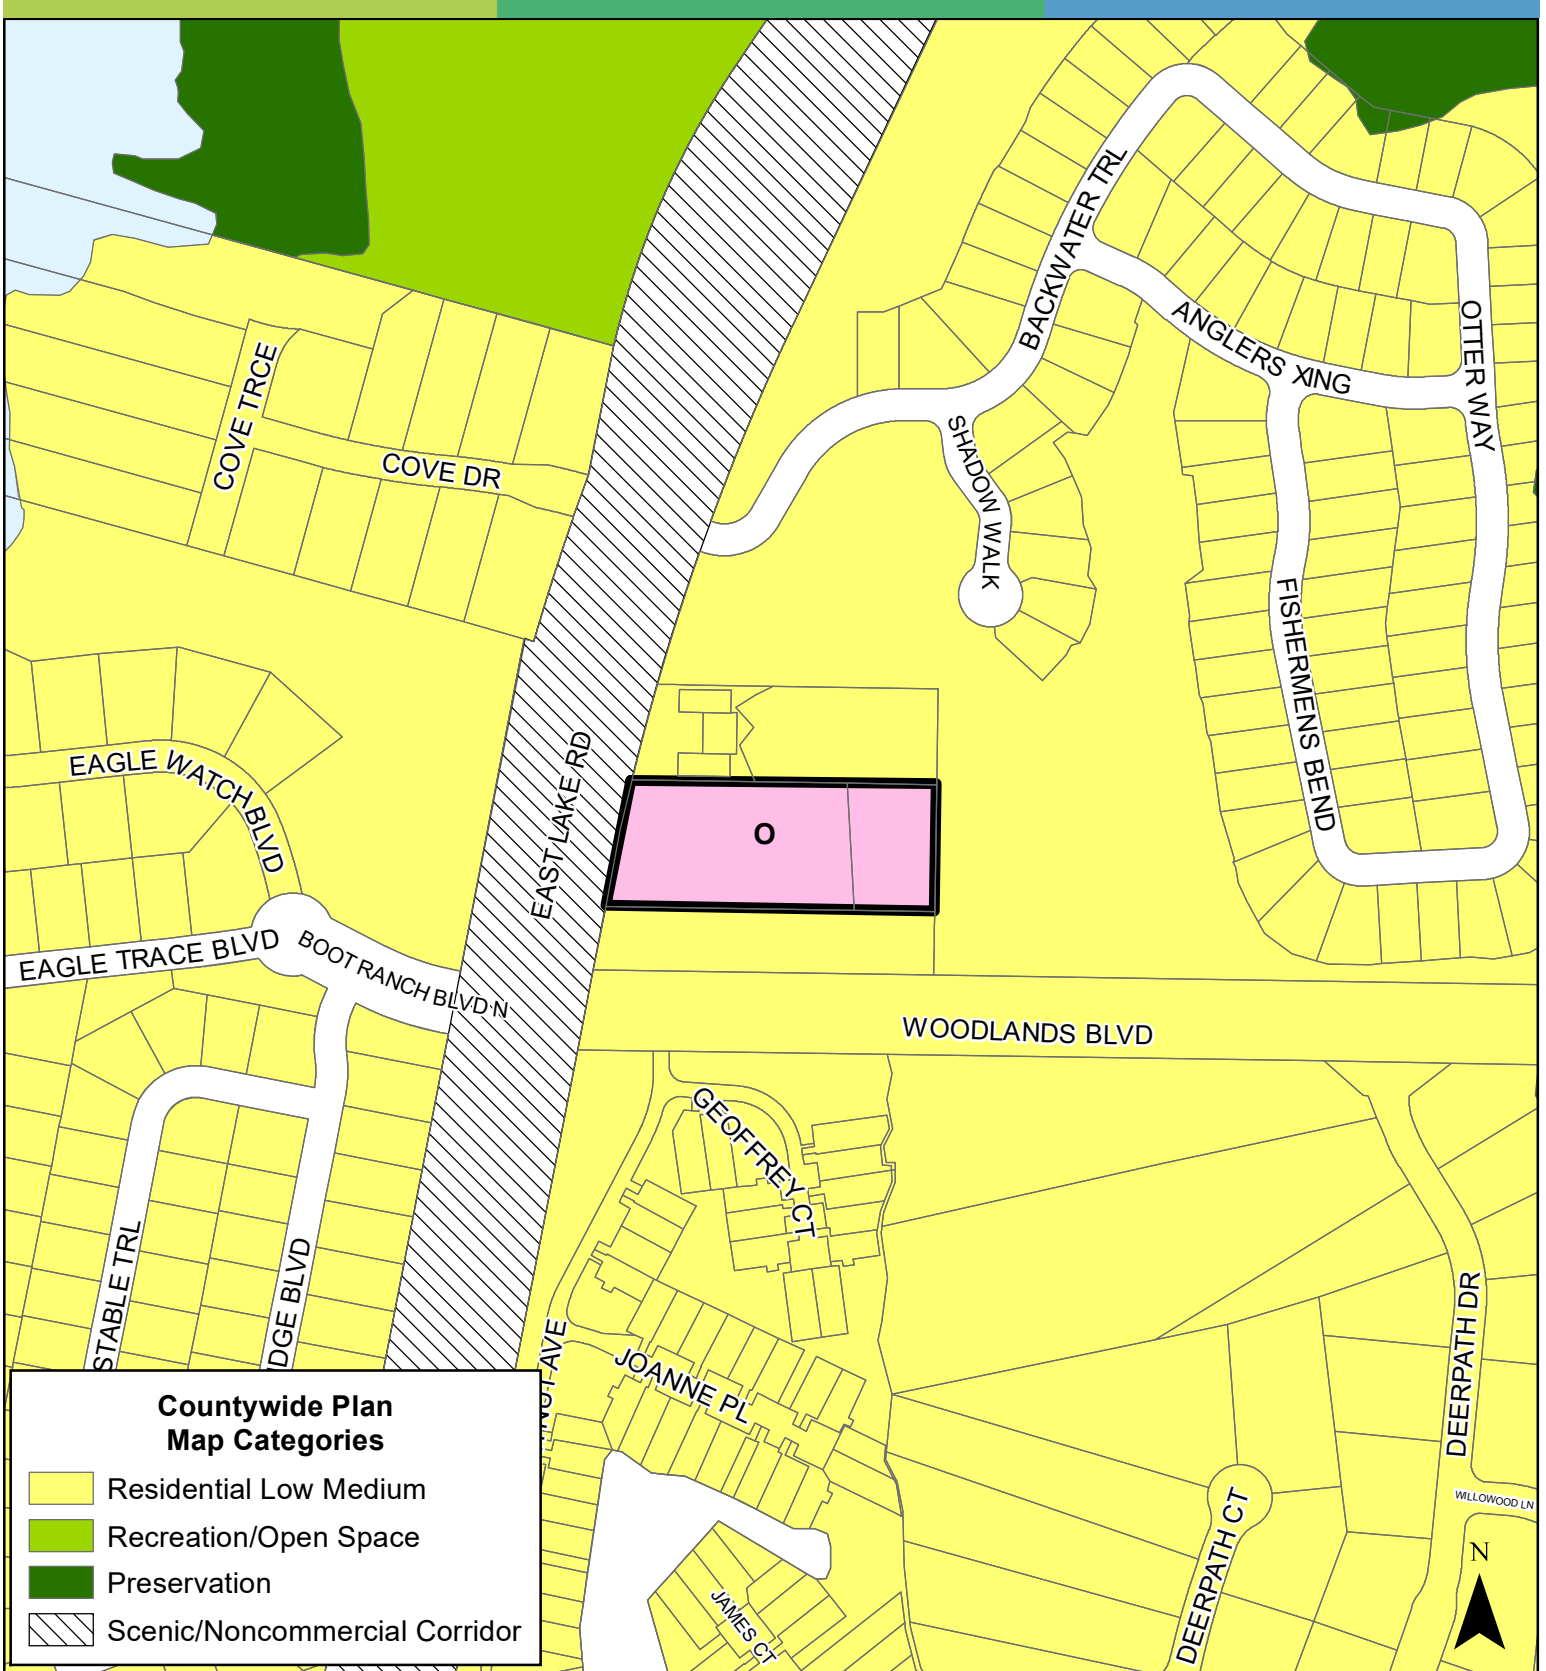 BACKWATER TRL
ANGLERS XING
OTTER WAY
COVE TRCE
COVE DR
SHADOW WALK
FISHERMENS BEND
EAGLE WATCH BLVD
EAST LAKE RD
O
EAGLE TRACE BLVD
BOOT RANCH BLVD N
WOODLANDS BLVD
GEOFFREY CT
STABLE TRL
IDGE BLVD
NUT AVE
JOANNE PL
DEERPATH DR
DEERPATH CT
WILLOWOOD LN
JAMES CT
N
Countywide Plan
Map Categories
Residential Low Medium
Recreation/Open Space
Preservation
Scenic/Noncommercial Corridor